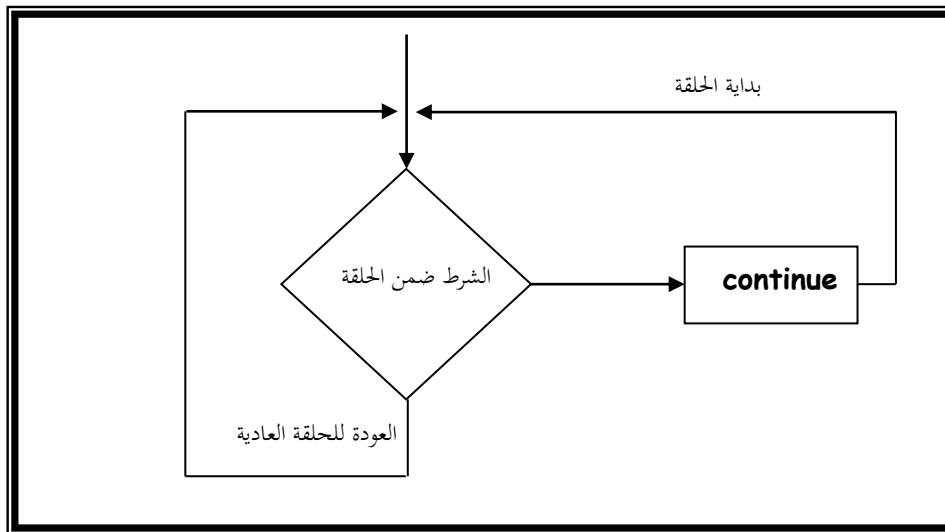 بداية الحلقة
الشرط ضمن الحلقة
continue
العودة للحلقة العادية